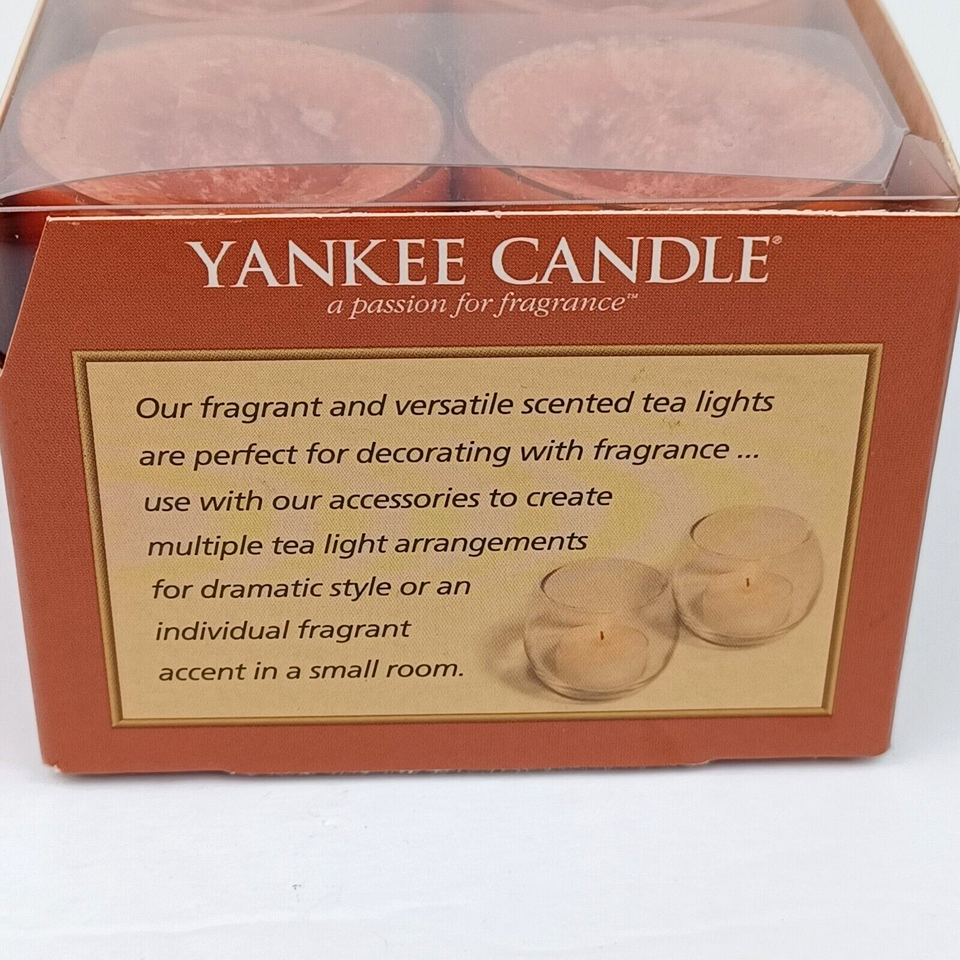 YANKEE CANDLE®
a passion for fragrance™
Our fragrant and versatile scented tea lights
are perfect for decorating with fragrance ...
use with our accessories to create
multiple tea light arrangements
for dramatic style or an
individual fragrant
accent in a small room.